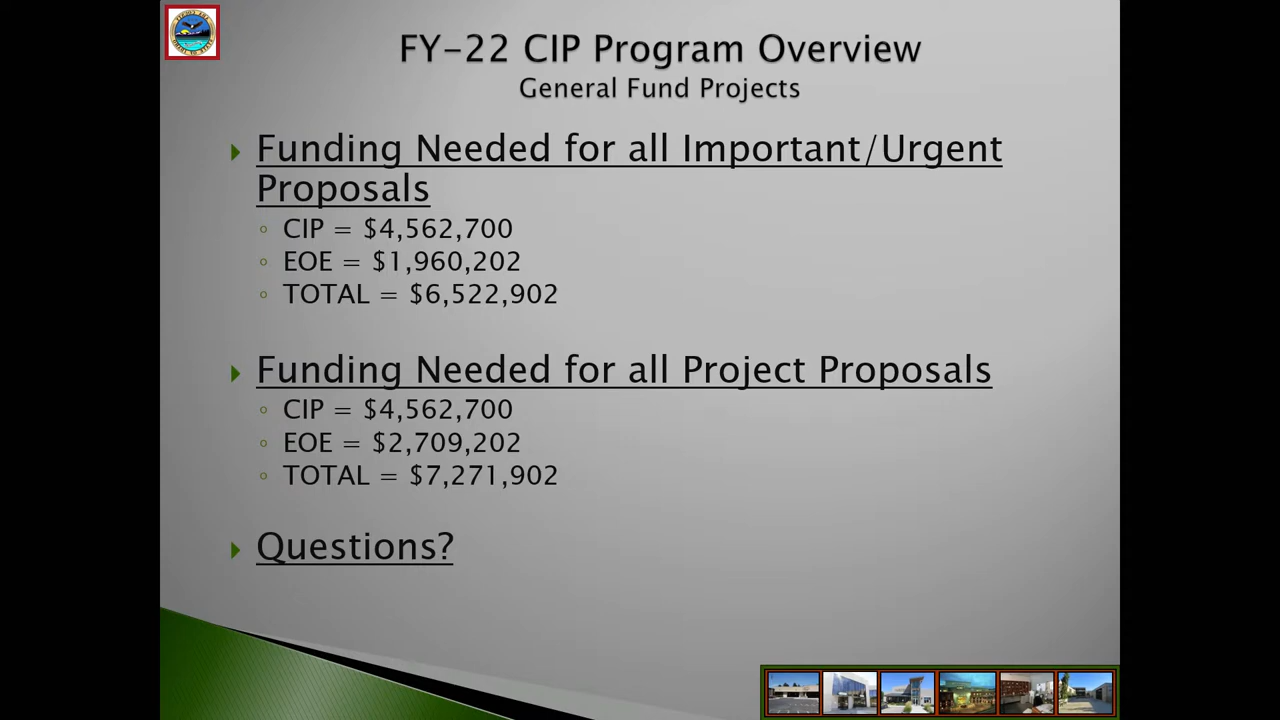 FY-22 CIP Program Overview
General Fund Projects
Funding Needed for all Important/Urgent
Proposals
CIP = $4,562,700
EOE = $1,960,202
TOTAL = $6,522,902
Funding Needed for all Project Proposals
CIP = $4,562,700
EOE = $2,709,202
TOTAL = $7,271,902
Questions?